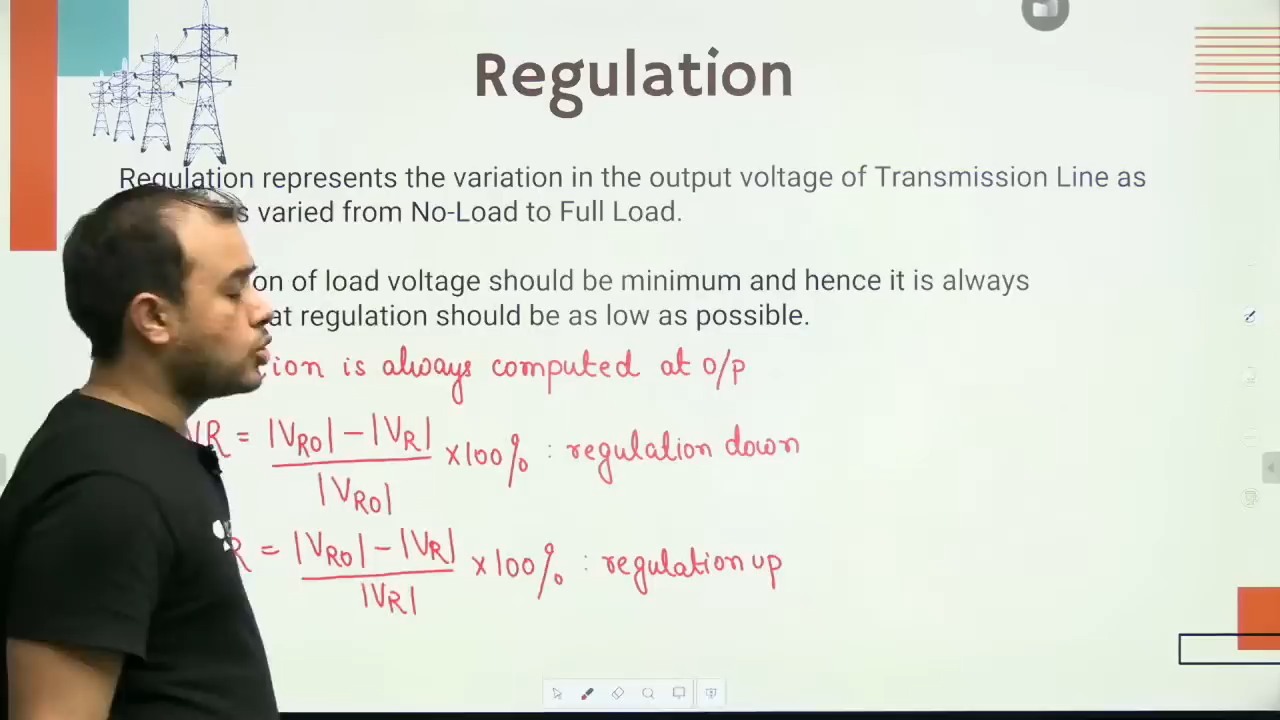 Regulation
Regulation represents the variation in the output voltage of Transmission Line as
s varied from No-Load to Full Load.
on of load voltage should be minimum and hence it is always
at regulation should be as low as possible.
tion is always computed at O/P
VR = |VR0| - |VR| / |VR0| × 100% : regulation down
R = |VR0| - |VR| / |VR| × 100% : regulation up